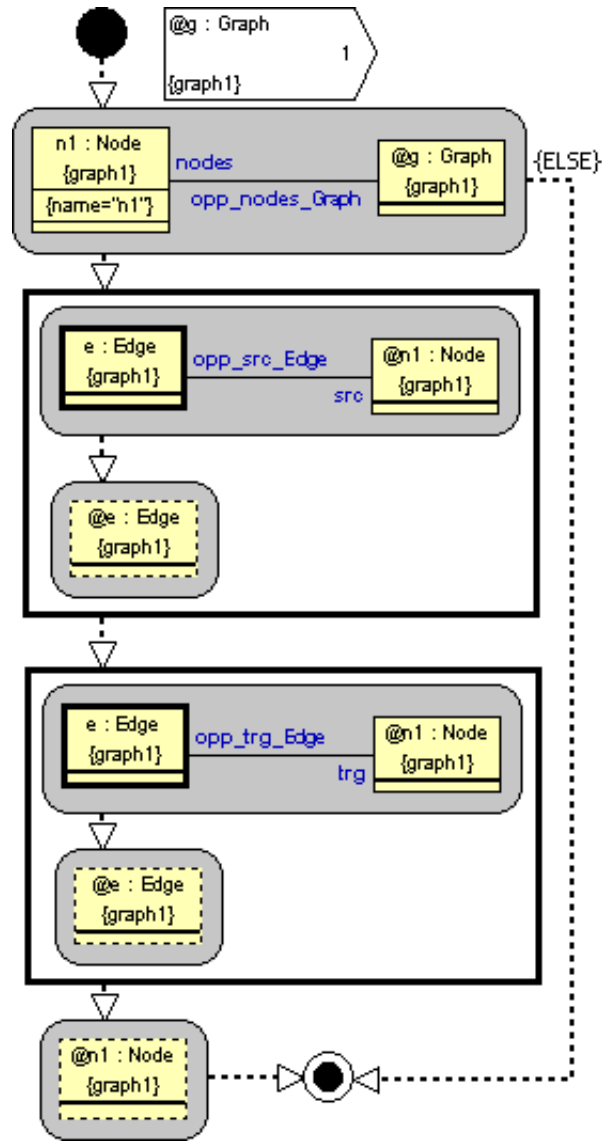 @g : Graph
1
{graph1}
n1 : Node
{graph1}
{name="n1"}
nodes
opp_nodes_Graph
@g : Graph
{graph1}
{ELSE}
e : Edge
{graph1}
opp_src_Edge
src
@n1 : Node
{graph1}
@e : Edge
{graph1}
e : Edge
{graph1}
opp_trg_Edge
trg
@n1 : Node
{graph1}
@e : Edge
{graph1}
@n1 : Node
{graph1}